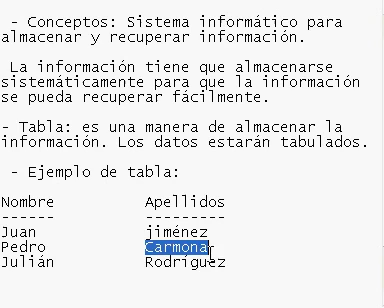 - Conceptos: Sistema informático para
almacenar y recuperar información.
La información tiene que almacenarse
sistemáticamente para que la información
se pueda recuperar fácilmente.
- Tabla: es una manera de almacenar la
información. Los datos estarán tabulados.
- Ejemplo de tabla:
Nombre Apellidos
------ ---------
Juan jiménez
Pedro Carmona
Julián Rodríguez